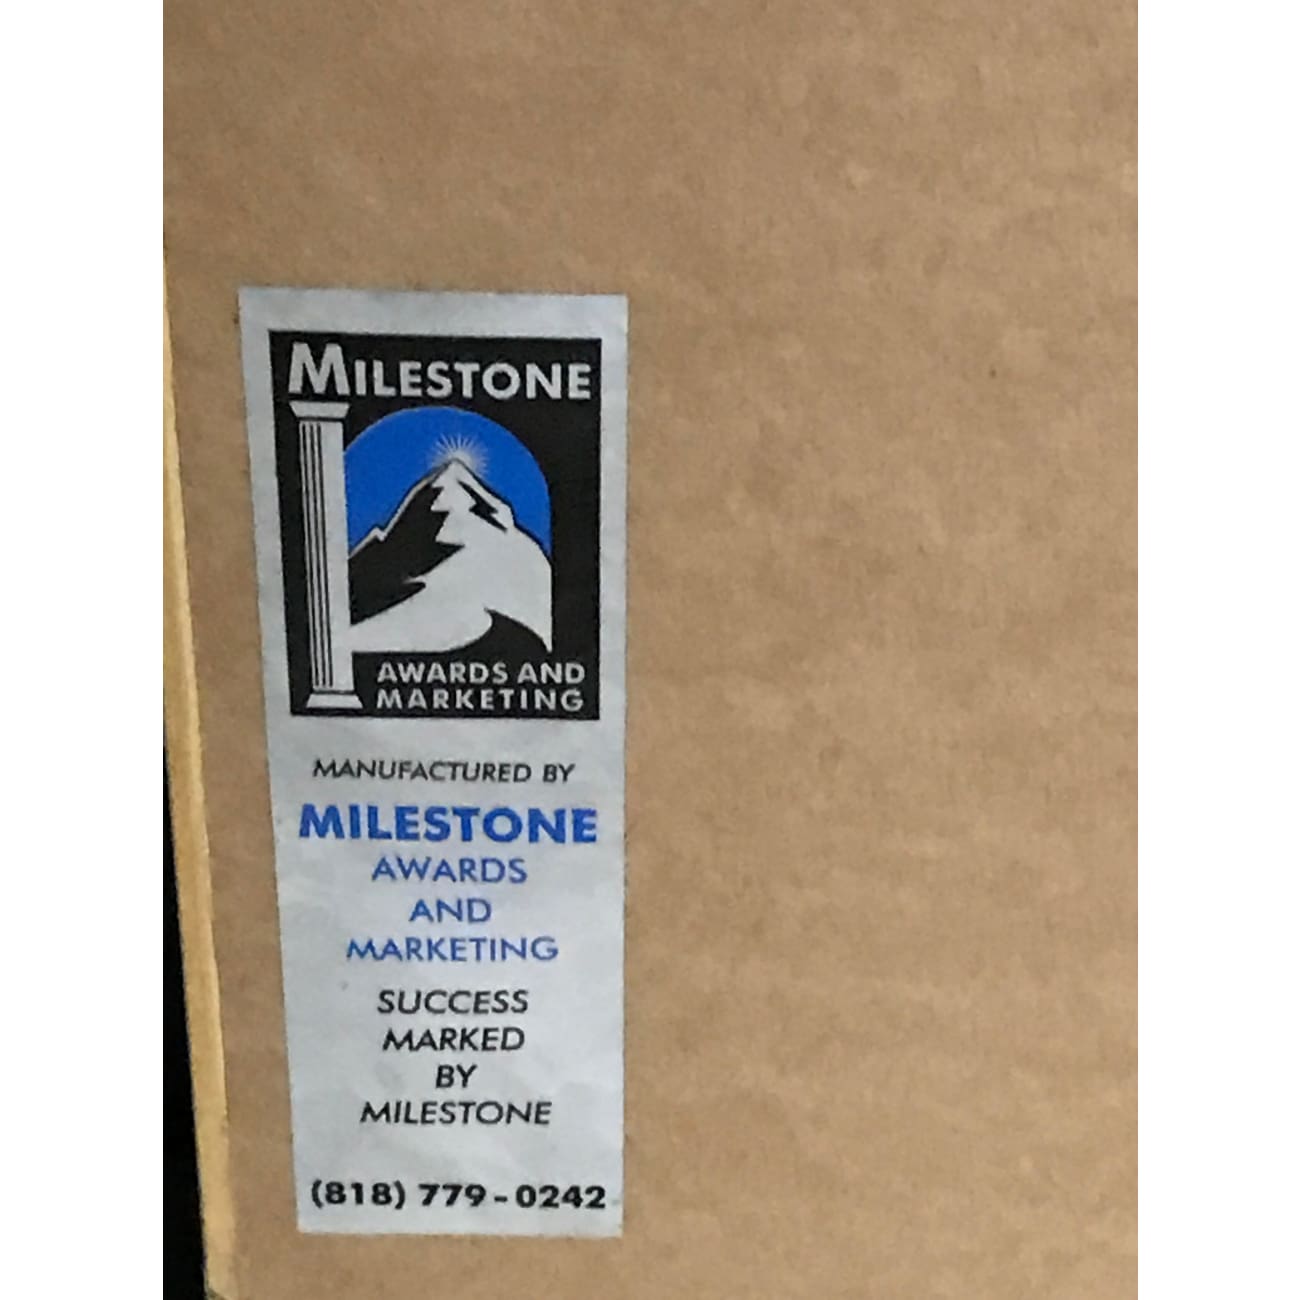 MILESTONE
AWARDS AND
MARKETING
MANUFACTURED BY
MILESTONE
AWARDS
AND
MARKETING
SUCCESS
MARKED
BY
MILESTONE
(818) 779-0242